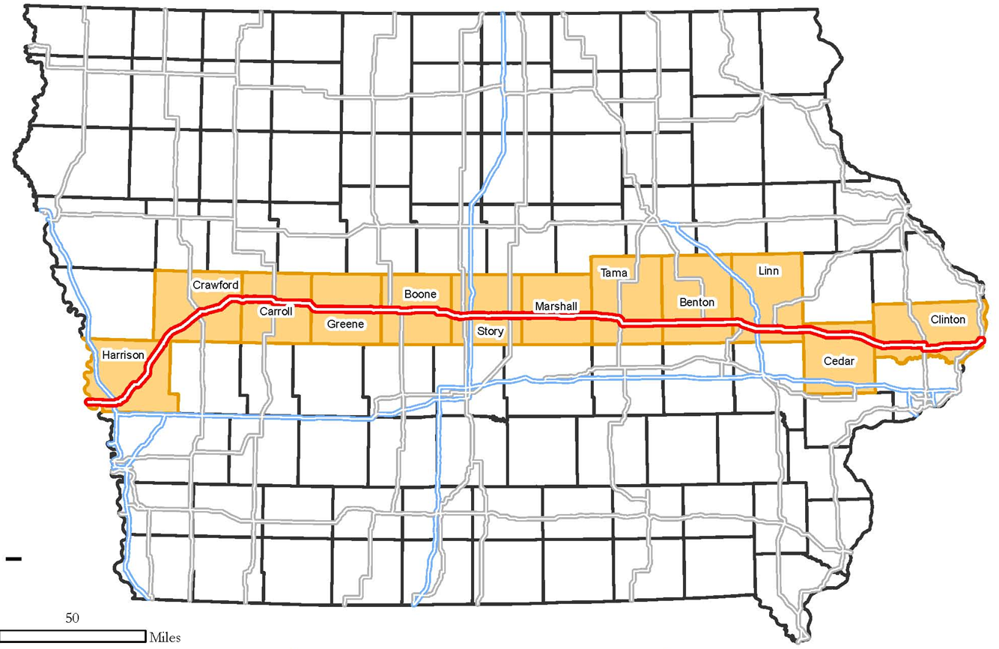 Linn
Tama
Crawford
Boone
Benton
Marshall
Carroll
Clinton
Greene
Story
Harrison
Cedar
50
Miles